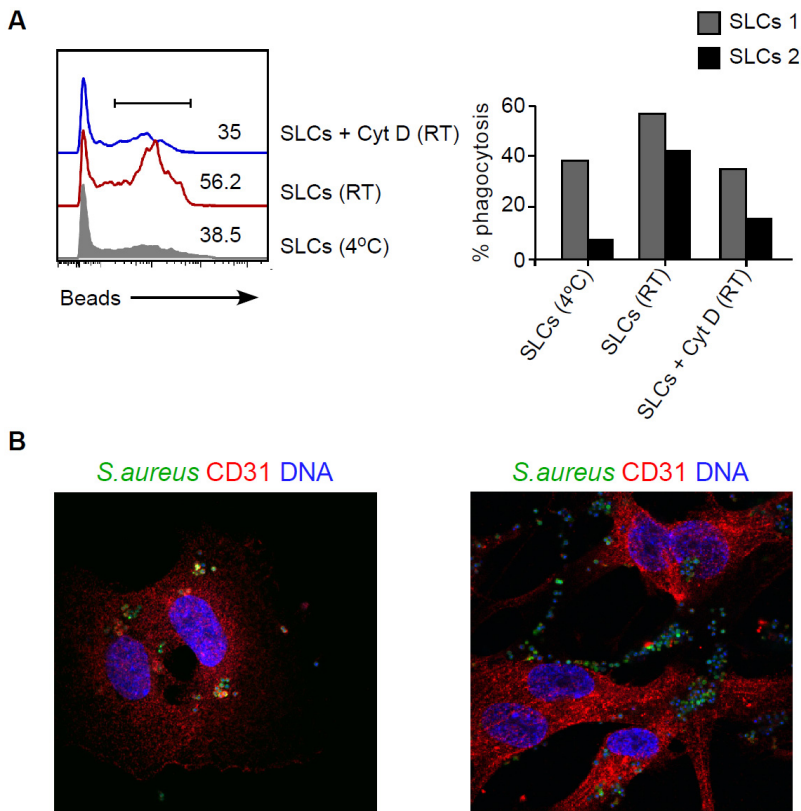 A
SLCs 1
SLCs 2
35
SLCs + Cyt D (RT)
56.2
SLCs (RT)
38.5
SLCs (4ºC)
Beads
% phagocytosis
60
40
20
0
SLCs (4ºC)
SLCs (RT)
SLCs + Cyt D (RT)
B
S.aureus CD31 DNA
S.aureus CD31 DNA